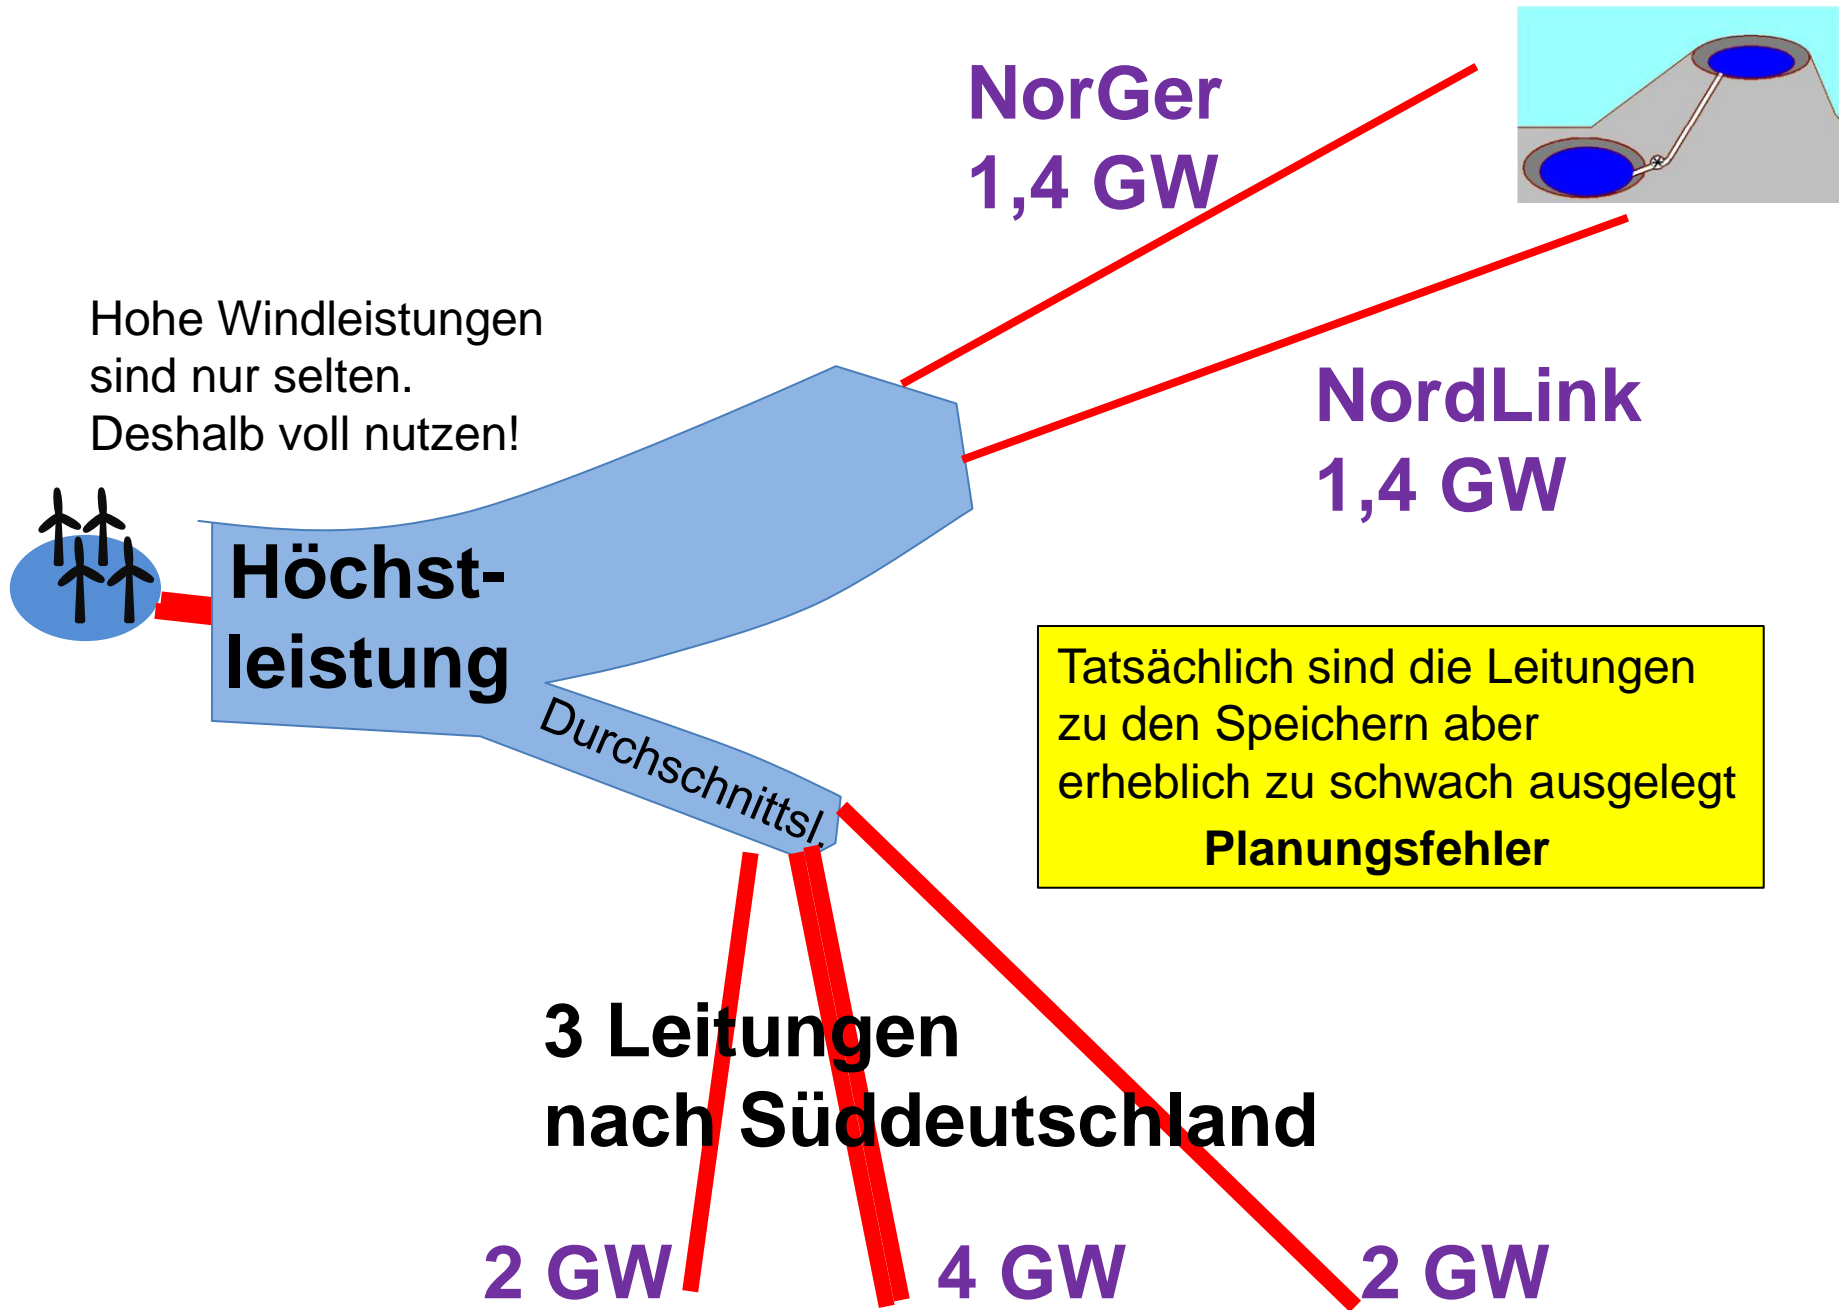 NorGer
1,4 GW
Hohe Windleistungen
sind nur selten.
Deshalb voll nutzen!
NordLink
1,4 GW
Höchst-
leistung
Durchschnittsl.
Tatsächlich sind die Leitungen
zu den Speichern aber
erheblich zu schwach ausgelegt
Planungsfehler
3 Leitungen
nach Süddeutschland
2 GW
4 GW
2 GW